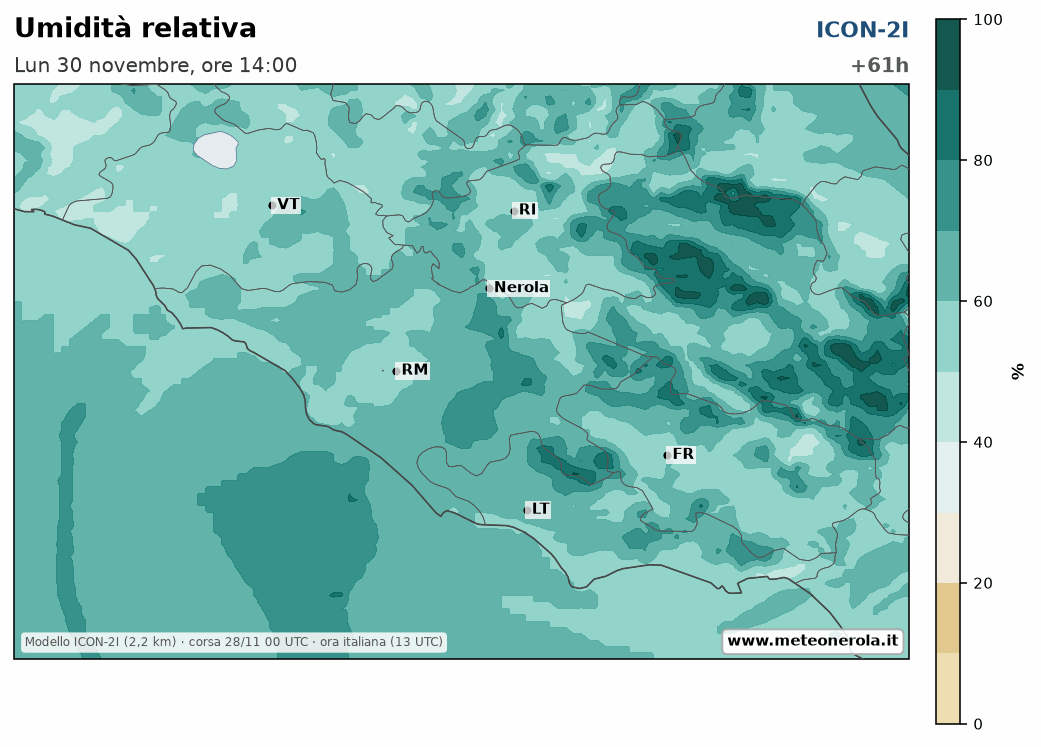 Umidità relativa
ICON-2I
Lun 30 novembre, ore 14:00
+61h
100
80
60
40
20
0
%
VT
RI
Nerola
RM
FR
LT
Modello ICON-2I (2,2 km) · corsa 28/11 00 UTC · ora italiana (13 UTC)
www.meteonerola.it